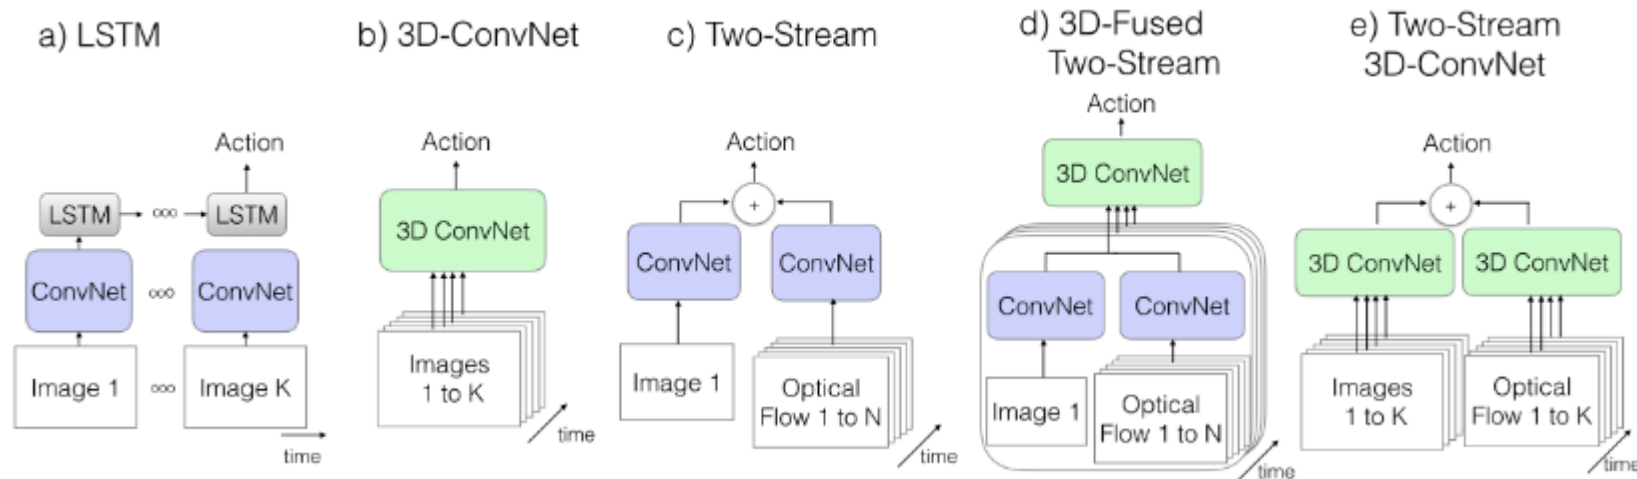 a) LSTM
Action
LSTM ∞ LSTM
ConvNet ∞ ConvNet
Image 1 ∞ Image K
time
b) 3D-ConvNet
Action
3D ConvNet
Images
1 to K
time
c) Two-Stream
Action
+
ConvNet ConvNet
Image 1
Optical
Flow 1 to N
time
d) 3D-Fused
Two-Stream
Action
3D ConvNet
ConvNet ConvNet
Image 1
Optical
Flow 1 to N
time
e) Two-Stream
3D-ConvNet
Action
+
3D ConvNet 3D ConvNet
Images
1 to K
Optical
Flow 1 to K
time